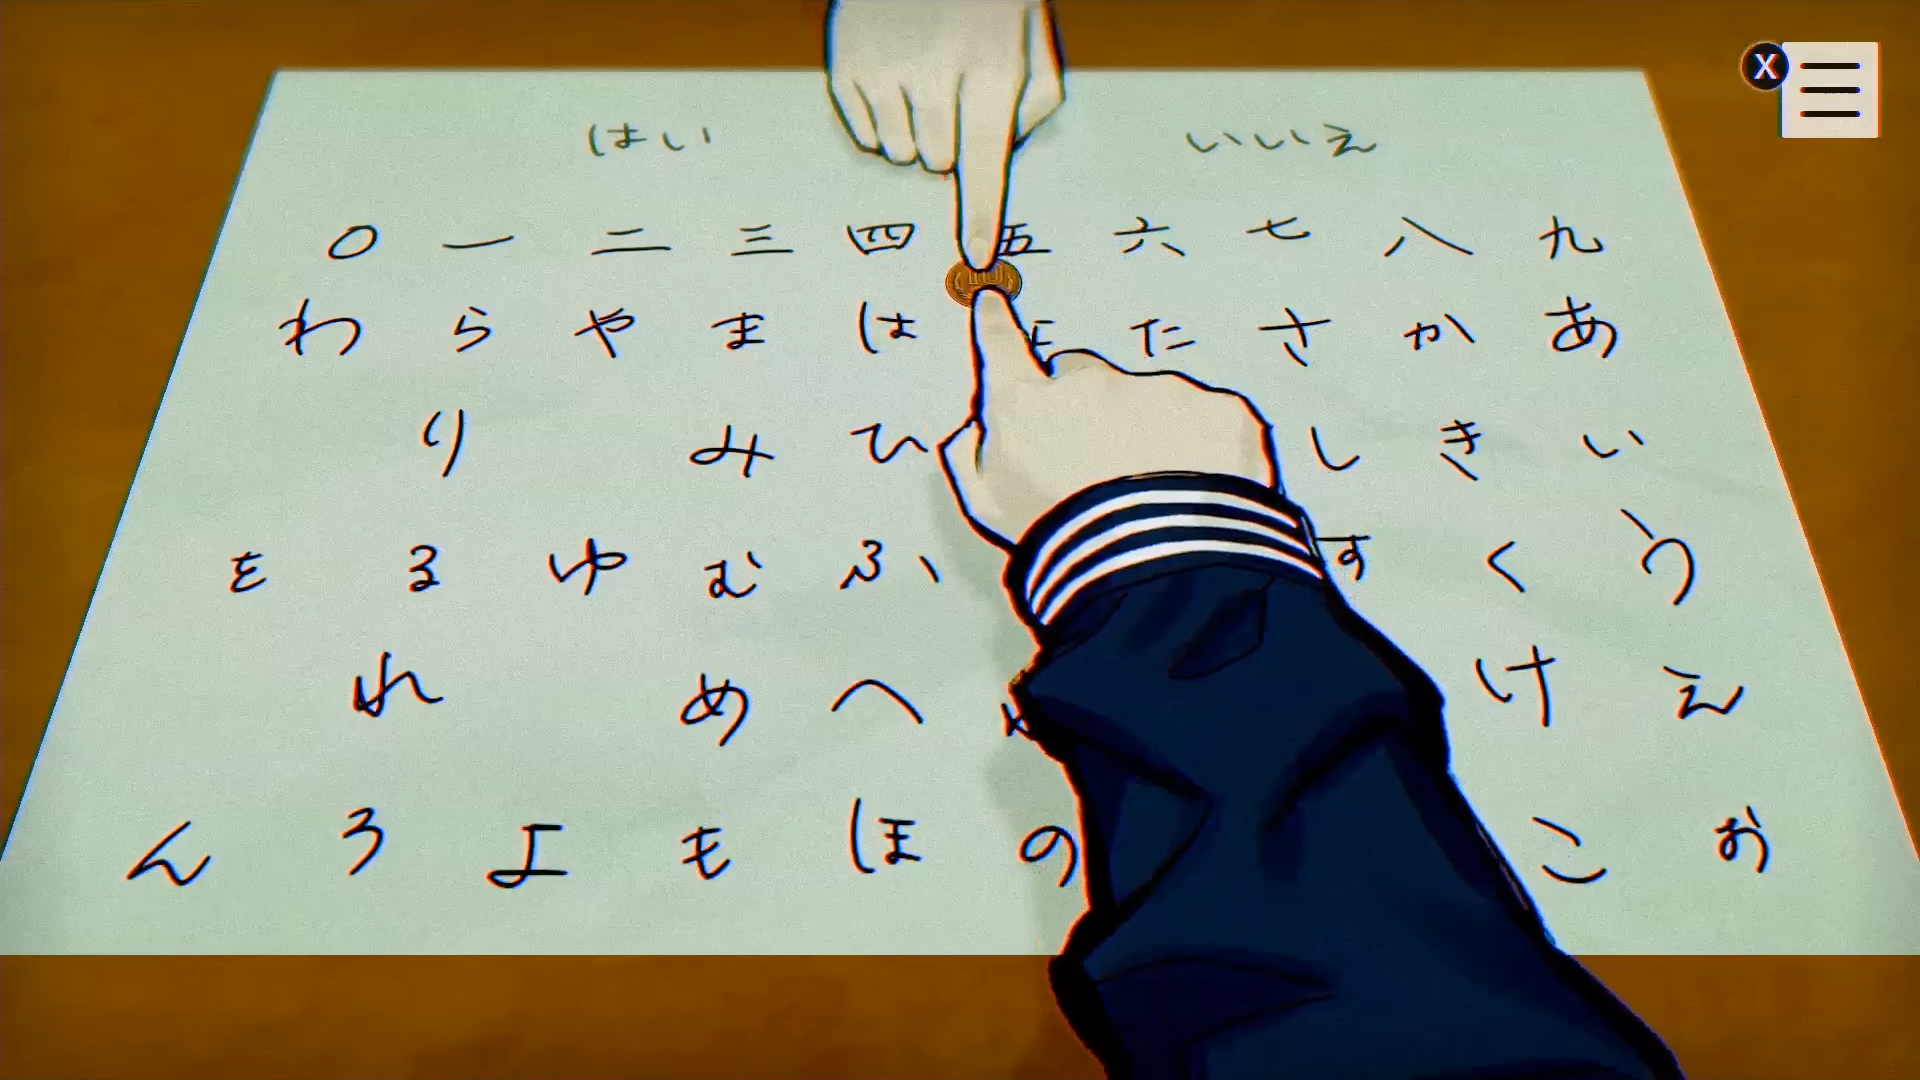 X
はい いいえ
〇 一 二 三 四 五 六 七 八 九
わ ら や ま は た さ か あ
り み ひ し き い
を る ゆ む ふ す く う
れ め へ け え
ん ろ よ も ほ の こ お